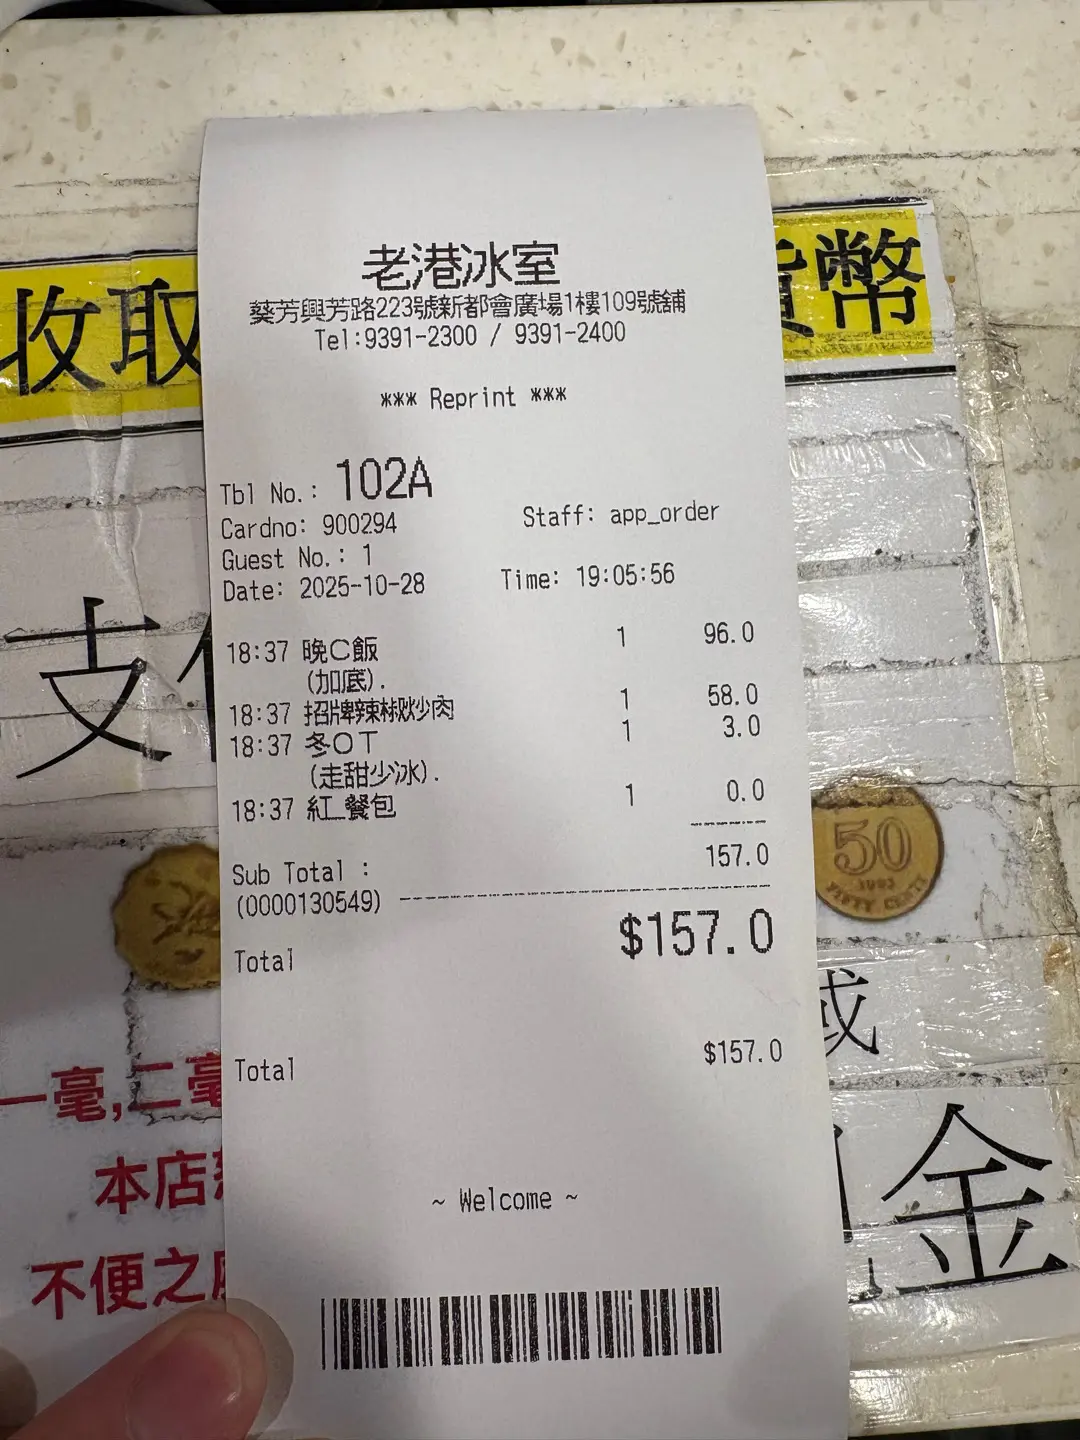 老港冰室
葵芳興芳路223號新都會廣場1樓109號舖
Tel:9391-2300 / 9391-2400
*** Reprint ***
Tbl No.: 102A
Cardno: 900294 Staff: app_order
Guest No.: 1
Date: 2025-10-28 Time: 19:05:56
18:37 晚C飯 1 96.0
(加底).
18:37 招牌辣椒炒肉 1 58.0
18:37 冬OT 1 3.0
(走甜少冰).
18:37 紅_餐包 1 0.0
Sub Total : 157.0
(0000130549)
Total $157.0
Total $157.0
~ Welcome ~
收取
貨幣
支付
50
1993
FIFTY CENTS
或
一毫,二毫
本店
不便之
金